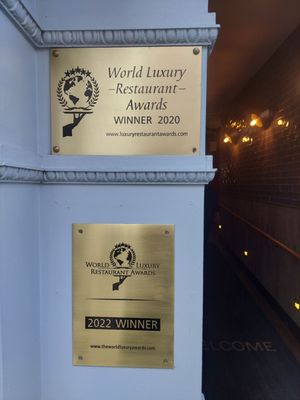 World Luxury
–Restaurant–
Awards
WINNER 2020
www.luxuryrestaurantawards.com
WORLD LUXURY
RESTAURANT AWARDS
2022 WINNER
www.theworldluxuryawards.com
WELCOME